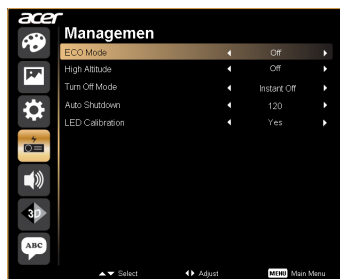 acer
Managemen
ECO Mode Off
High Altitude Off
Turn Off Mode Instant Off
Auto Shutdown 120
LED Calibration Yes
3D
ABC
Select Adjust MENU Main Menu